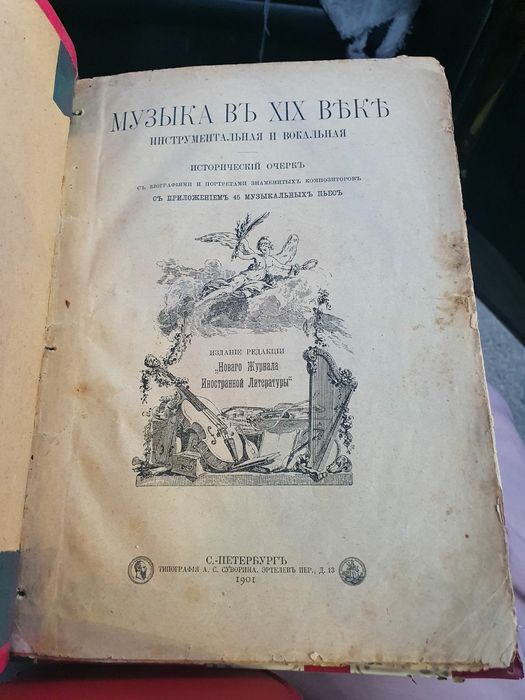 МУЗЫКА ВЪ XIX ВѢКѢ
ИНСТРУМЕНТАЛЬНАЯ И ВОКАЛЬНАЯ
ИСТОРИЧЕСКІЙ ОЧЕРКЪ
СЪ БІОГРАФІЯМИ И ПОРТРЕТАМИ ЗНАМЕНИТЫХЪ КОМПОЗИТОРОВЪ
СЪ ПРИЛОЖЕНІЕМЪ 45 МУЗЫКАЛЬНЫХЪ ПЬЕСЪ
ИЗДАНІЕ РЕДАКЦІИ
„Новаго Журнала
Иностранной Литературы"
С.-ПЕТЕРБУРГЪ
ТИПОГРАФІЯ А. С. СУВОРИНА. ЭРТЕЛЕВЪ ПЕР., Д. 13
1901